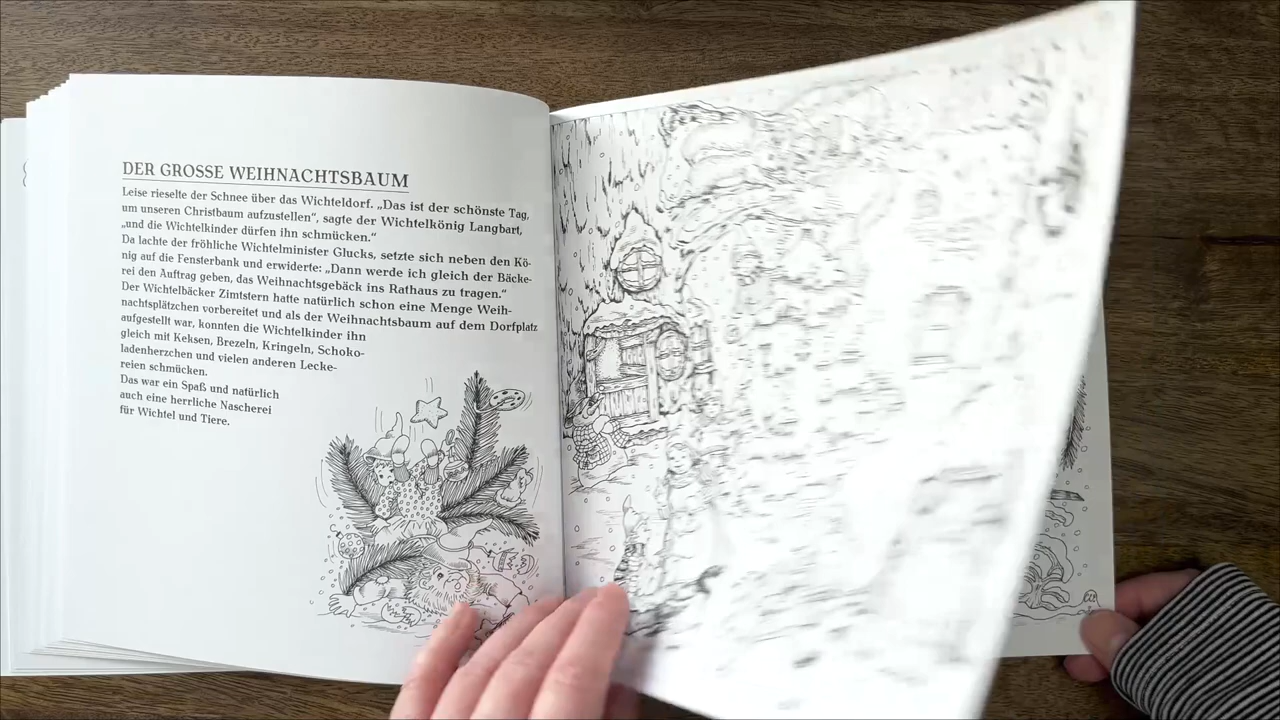 DER GROSSE WEIHNACHTSBAUM
Leise rieselte der Schnee über das Wichteldorf. „Das ist der schönste Tag,
um unseren Christbaum aufzustellen“, sagte der Wichtelkönig Langbart,
„und die Wichtelkinder dürfen ihn schmücken.“
Da lachte der fröhliche Wichtelminister Glucks, setzte sich neben den Kö-
nig auf die Fensterbank und erwiderte: „Dann werde ich gleich der Bäcke-
rei den Auftrag geben, das Weihnachtsgebäck ins Rathaus zu tragen.“
Der Wichtelbäcker Zimtstern hatte natürlich schon eine Menge Weih-
nachtsplätzchen vorbereitet und als der Weihnachtsbaum auf dem Dorfplatz
aufgestellt war, konnten die Wichtelkinder ihn
gleich mit Keksen, Brezeln, Kringeln, Schoko-
ladenherzchen und vielen anderen Lecke-
reien schmücken.
Das war ein Spaß und natürlich
auch eine herrliche Nascherei
für Wichtel und Tiere.